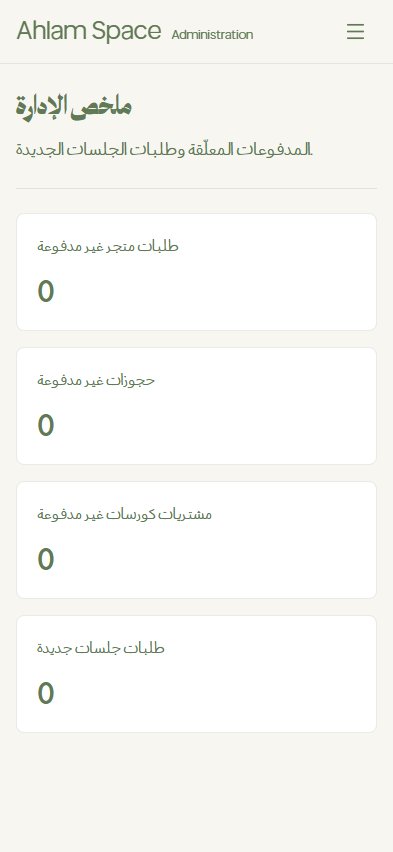 Ahlam Space Administration
ملخص الإدارة
المدفوعات المعلّقة وطلبات الجلسات الجديدة.
طلبات متجر غير مدفوعة
0
حجوزات غير مدفوعة
0
مشتريات كورسات غير مدفوعة
0
طلبات جلسات جديدة
0